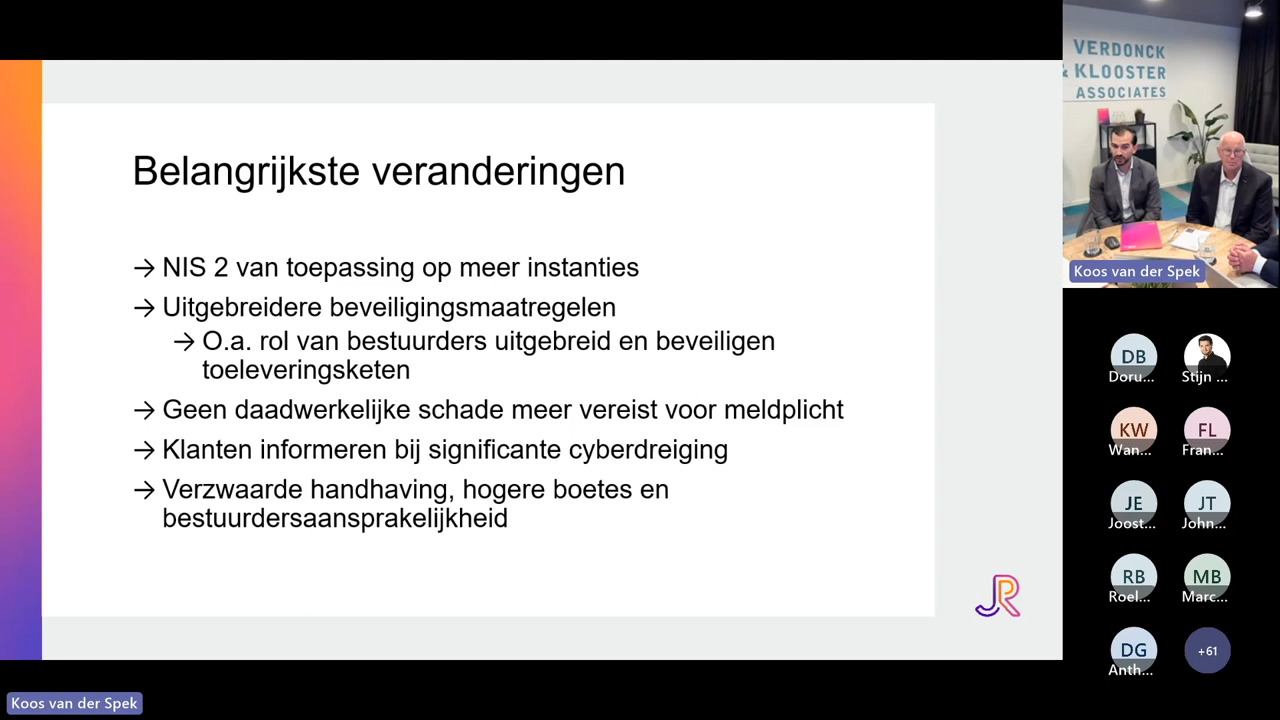 Belangrijkste veranderingen
→ NIS 2 van toepassing op meer instanties
→ Uitgebreidere beveiligingsmaatregelen
→ O.a. rol van bestuurders uitgebreid en beveiligen
toeleveringsketen
→ Geen daadwerkelijke schade meer vereist voor meldplicht
→ Klanten informeren bij significante cyberdreiging
→ Verzwaarde handhaving, hogere boetes en
bestuurdersaansprakelijkheid
JR
VERDONCK
& KLOOSTER
ASSOCIATES
Koos van der Spek
DB
Doru...
Stijn ...
KW
Wan...
FL
Fran...
JE
Joost...
JT
John...
RB
Roel...
MB
Marc...
DG
Anth...
+61
Koos van der Spek